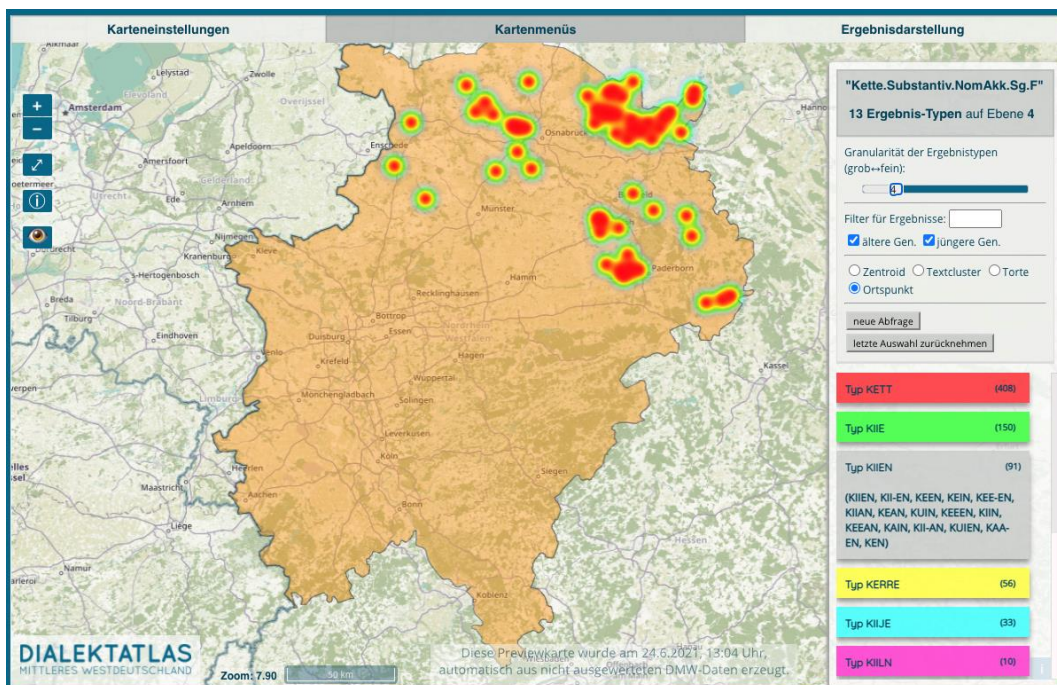 Karteneinstellungen
Kartenmenüs
Ergebnisdarstellung
Alkmaar
Lelystad
Zwolle
Flevoland
Amsterdam
Overijssel
Apeldoorn
Enschede
Amersfoort
Gelderland
Utrecht
Ede
Arnhem
Nijmegen
Kranenburg
Kleve
's-Hertogenbosch
Breda
Tilburg
Noord-Brabant
Eindhoven
Venlo
Limburg
Heerlen
Maastricht
Aachen
Liège
Namur
Osnabrück
Münster
Paderborn
Hamm
Recklinghausen
Bottrop
Essen
Duisburg
Nordrhein-
Westfalen
Hagen
Krefeld
Wuppertal
Mönchengladbach
Solingen
Leverkusen
Köln
Siegen
Bonn
Koblenz
Kassel
Hessen
Wiesbaden
+
−
"Kette.Substantiv.NomAkk.Sg.F"
13 Ergebnis-Typen auf Ebene 4
Granularität der Ergebnistypen
(grob↔fein):
4
Filter für Ergebnisse:
ältere Gen. jüngere Gen.
Zentroid Textcluster Torte
Ortspunkt
neue Abfrage
letzte Auswahl zurücknehmen
Typ KETT (408)
Typ KIIE (150)
Typ KIIEN (91)
(KIIEN, KII-EN, KEEN, KEIN, KEE-EN,
KIIAN, KEAN, KUIN, KEEEN, KIIN,
KEEAN, KAIN, KII-AN, KUIEN, KAA-
EN, KEN)
Typ KERRE (56)
Typ KIIJE (33)
Typ KIILN (10)
DIALEKTATLAS
MITTLERES WESTDEUTSCHLAND
Zoom: 7.90
50 km
Diese Previewkarte wurde am 24.6.2021, 13:04 Uhr,
automatisch aus nicht ausgewerteten DMW-Daten erzeugt.